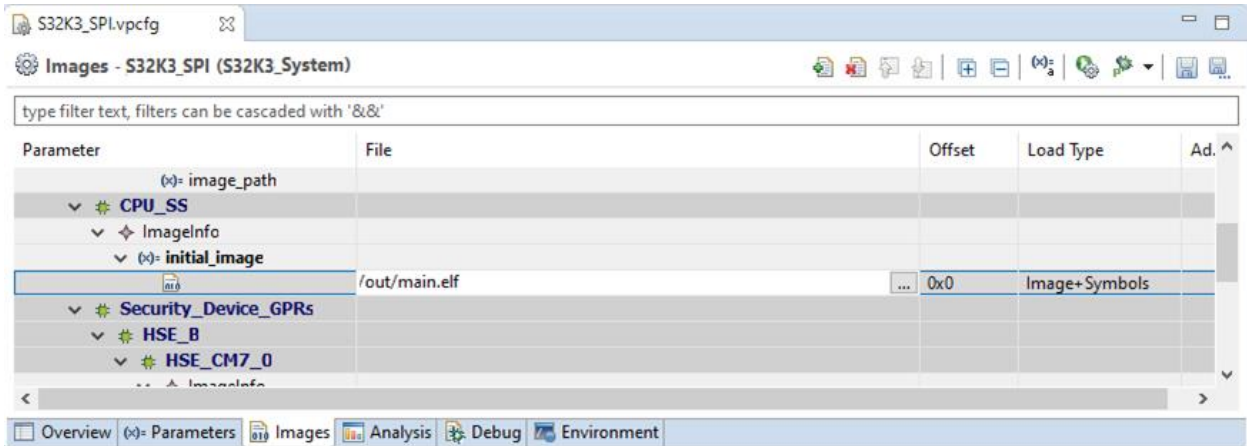 S32K3_SPI.vpcfg
Images - S32K3_SPI (S32K3_System)
type filter text, filters can be cascaded with '&&'
Parameter File Offset Load Type Ad.
(x)= image_path
CPU_SS
ImageInfo
(x)= initial_image
/out/main.elf ... 0x0 Image+Symbols
Security_Device_GPRs
HSE_B
HSE_CM7_0
ImageInfo
Overview (x)= Parameters Images Analysis Debug Environment